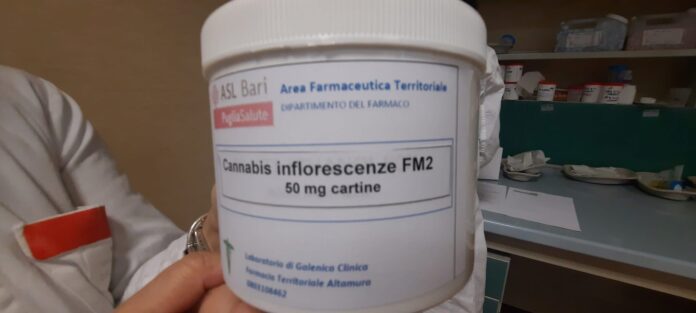 ASL Bari
PugliaSalute
Area Farmaceutica Territoriale
DIPARTIMENTO DEL FARMACO
Cannabis inflorescenze FM2
50 mg cartine
Laboratorio di Galenica Clinica
Farmacia Territoriale Altamura